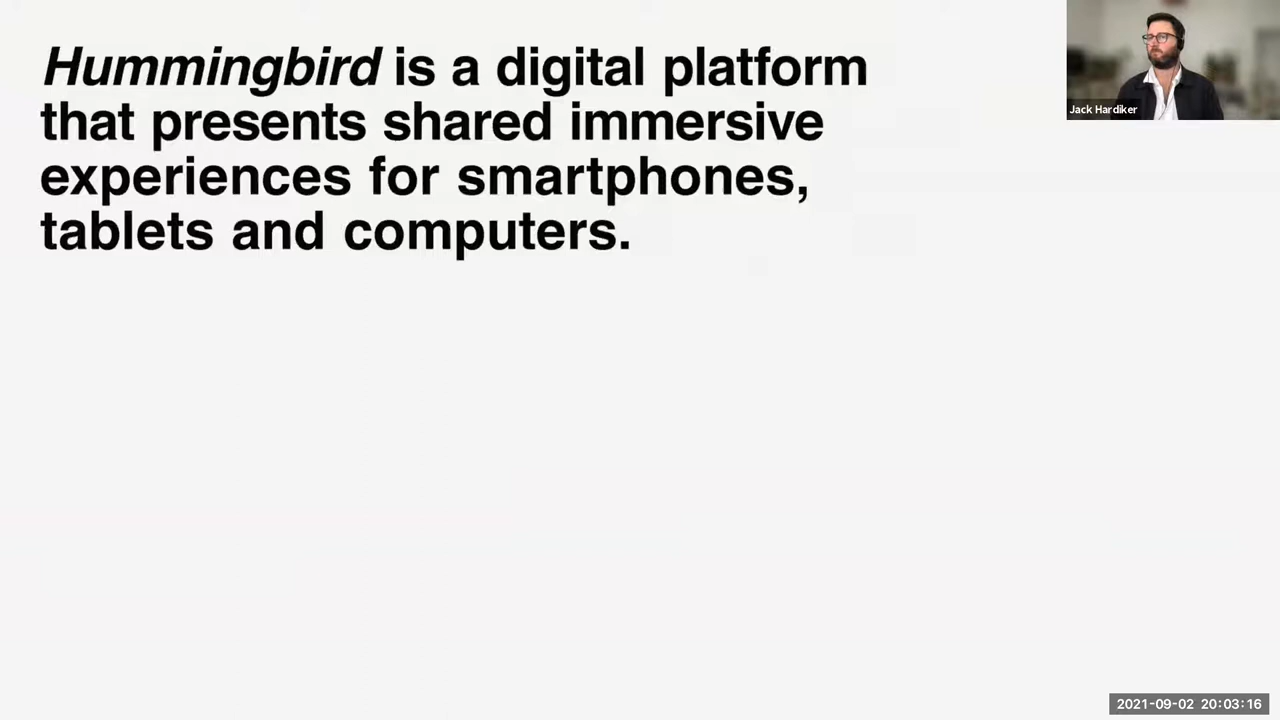 Hummingbird is a digital platform
that presents shared immersive
experiences for smartphones,
tablets and computers.
Jack Hardiker
2021-09-02 20:03:16